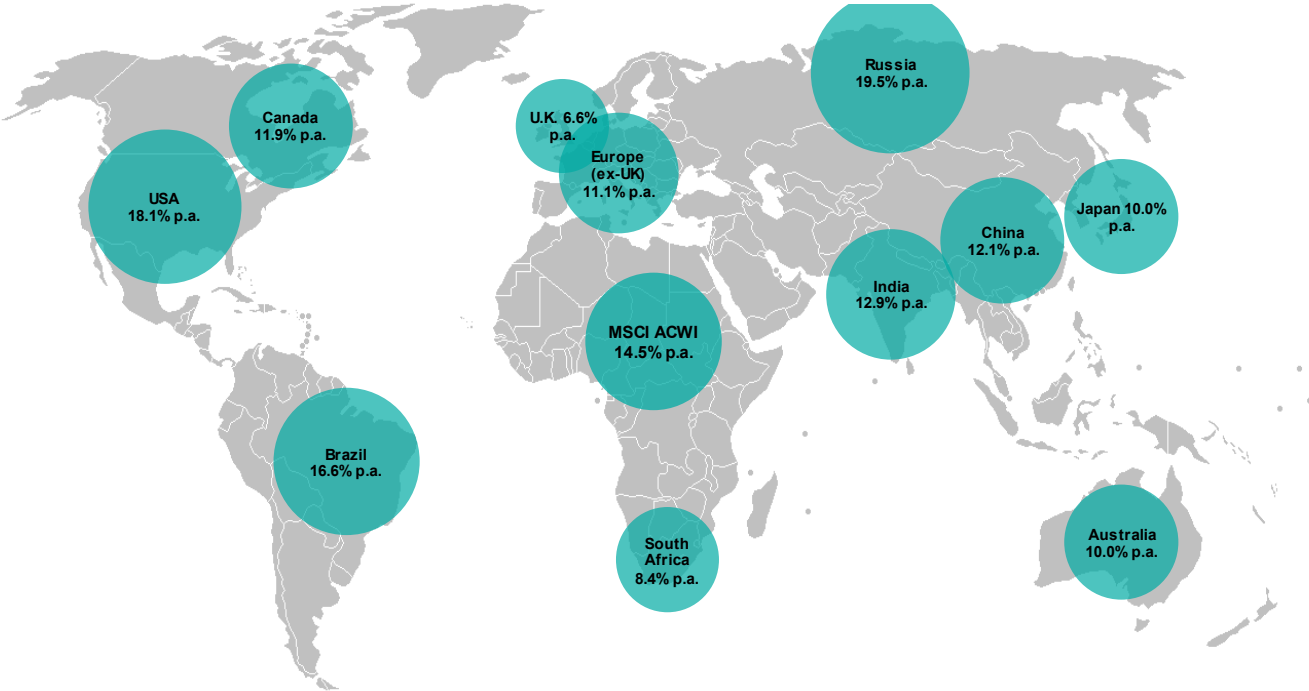 Russia
19.5% p.a.
Canada
11.9% p.a.
U.K. 6.6%
p.a.
Europe
(ex-UK)
11.1% p.a.
USA
18.1% p.a.
Japan 10.0%
p.a.
China
12.1% p.a.
India
12.9% p.a.
MSCI ACWI
14.5% p.a.
Brazil
16.6% p.a.
South
Africa
8.4% p.a.
Australia
10.0% p.a.